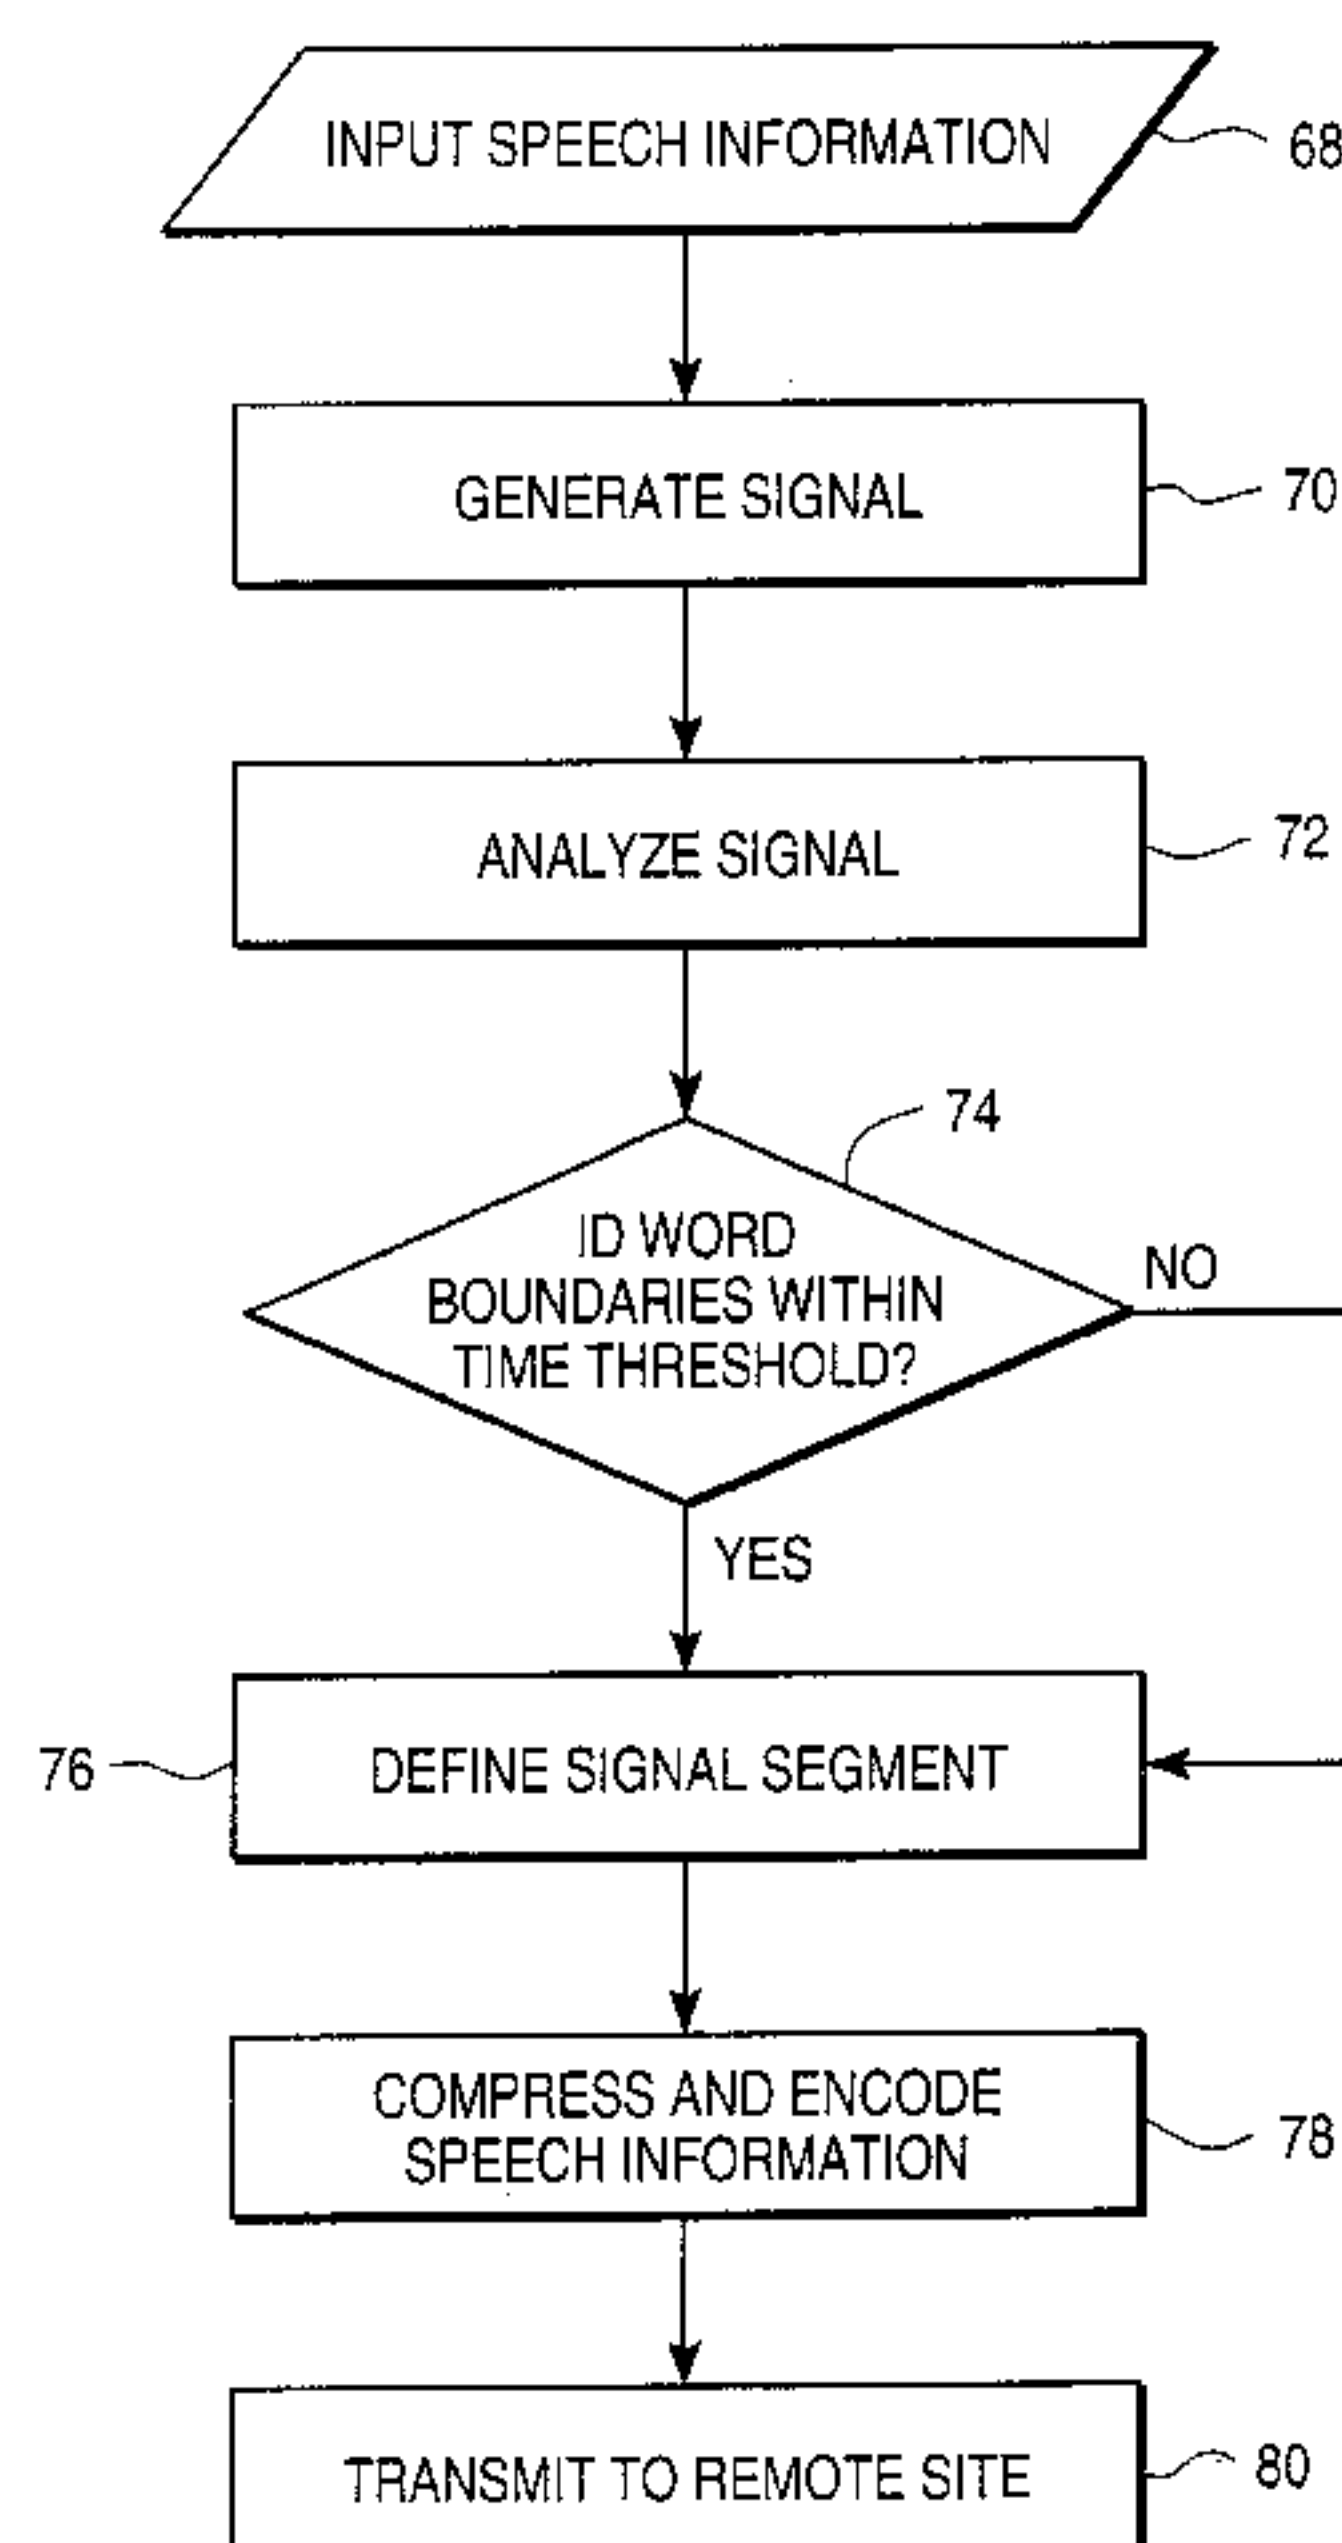 INPUT SPEECH INFORMATION
68
GENERATE SIGNAL
70
ANALYZE SIGNAL
72
74
ID WORD
BOUNDARIES WITHIN
TIME THRESHOLD?
NO
YES
76
DEFINE SIGNAL SEGMENT
COMPRESS AND ENCODE
SPEECH INFORMATION
78
TRANSMIT TO REMOTE SITE
80